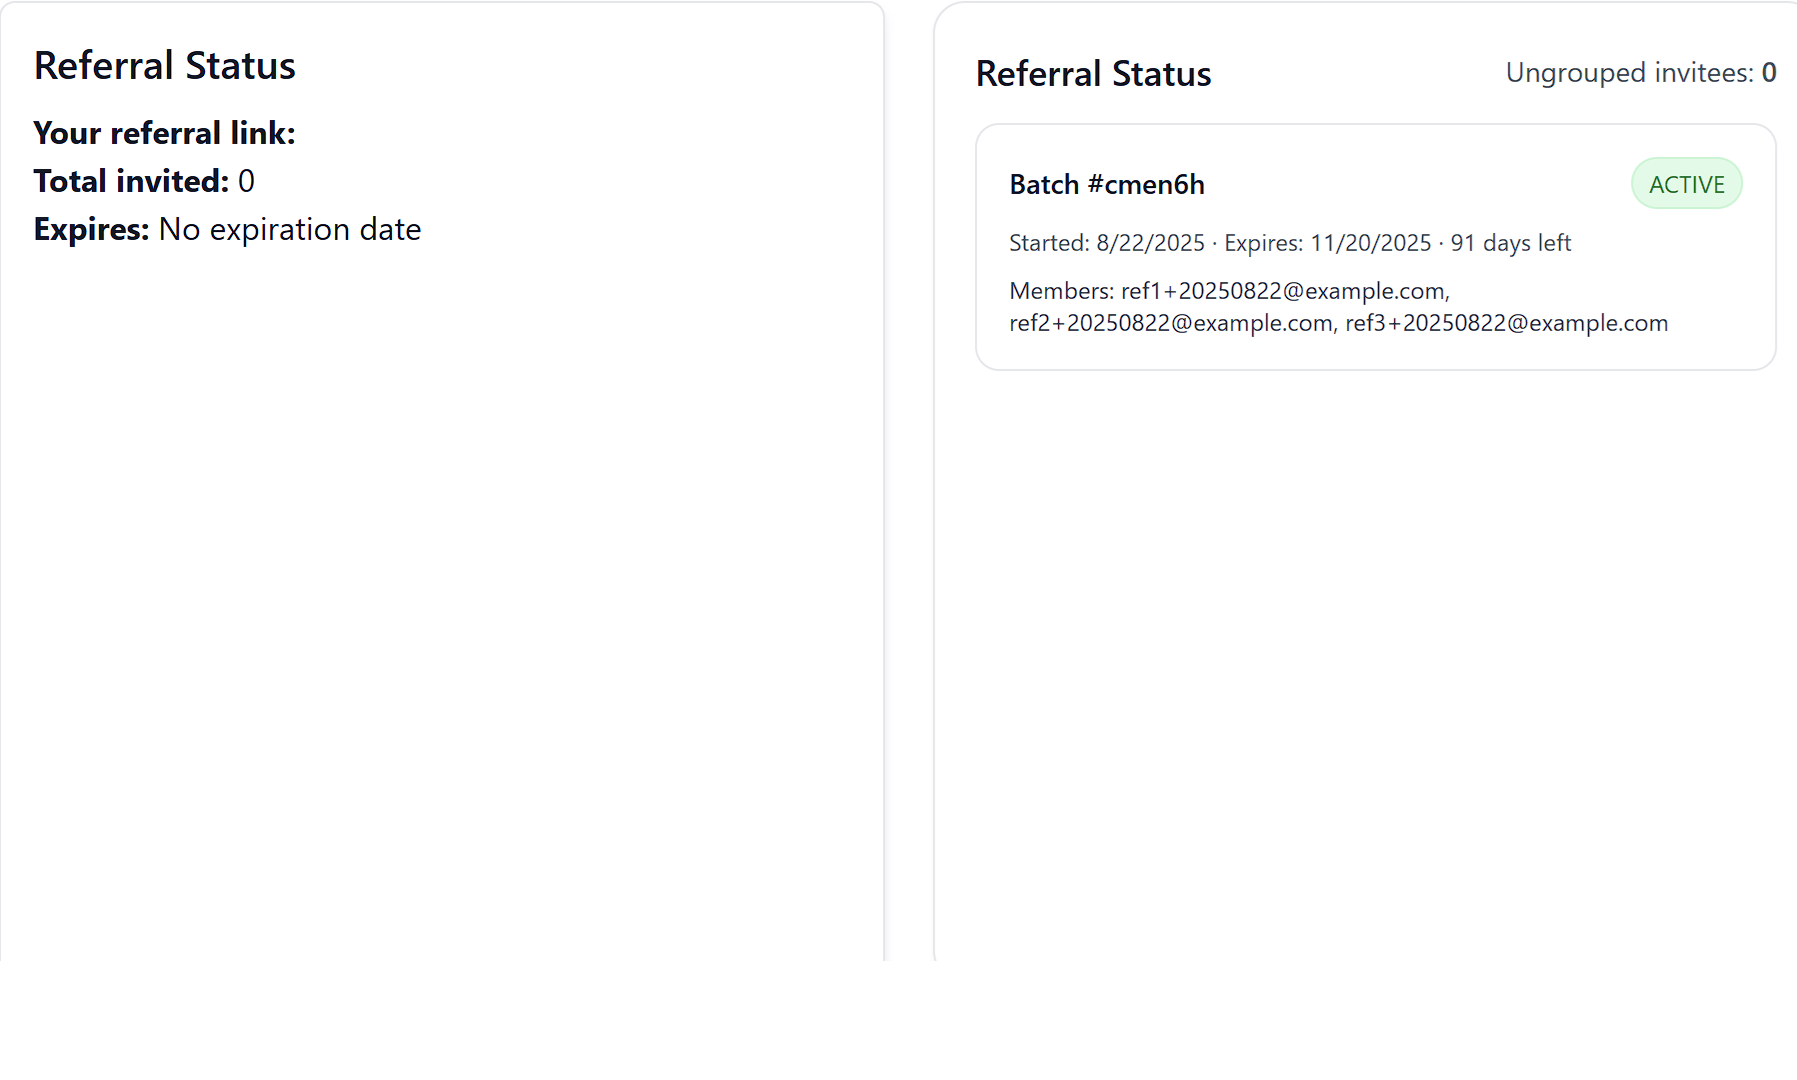 Referral Status
Your referral link:
Total invited: 0
Expires: No expiration date
Referral Status
Ungrouped invitees: 0
Batch #cmen6h
ACTIVE
Started: 8/22/2025 · Expires: 11/20/2025 · 91 days left
Members: ref1+20250822@example.com,
ref2+20250822@example.com, ref3+20250822@example.com